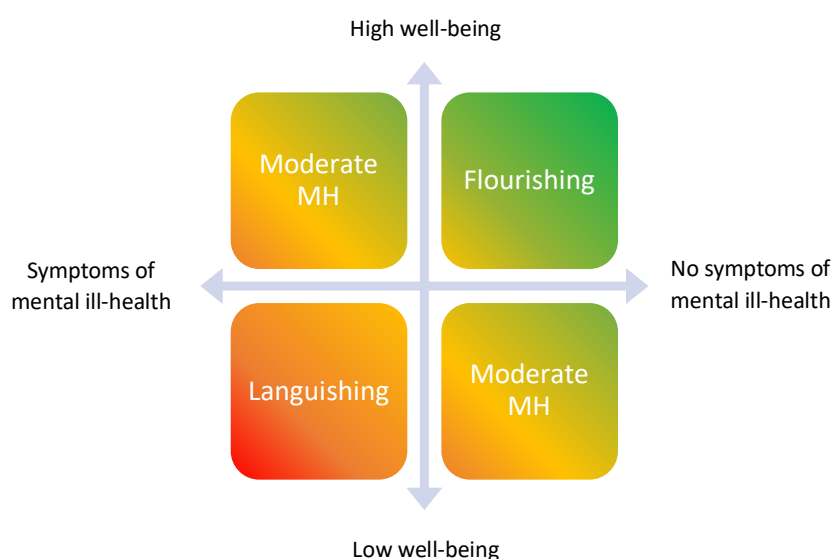 High well-being
Moderate
MH
Flourishing
Symptoms of
mental ill-health
No symptoms of
mental ill-health
Languishing
Moderate
MH
Low well-being